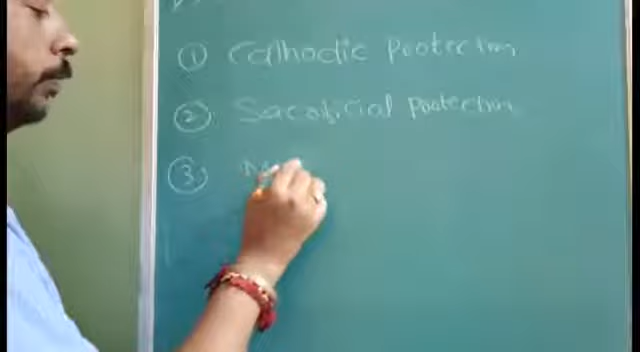 ① Cathodic Protection
② Sacrificial protection
③